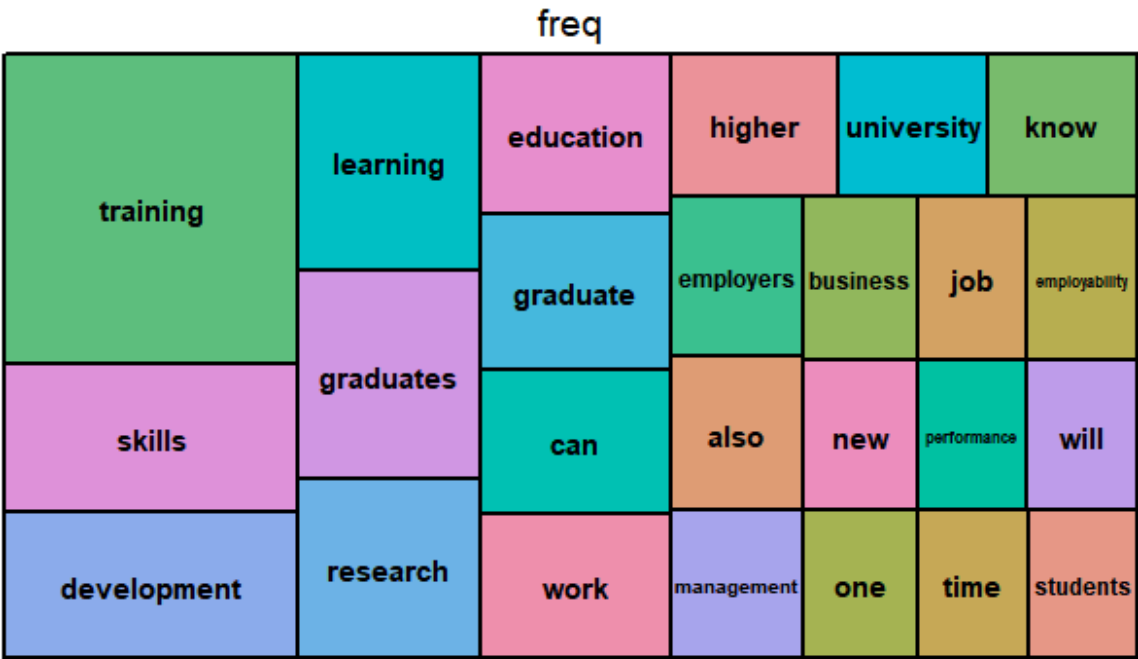 freq
training
skills
development
learning
graduates
research
education
graduate
can
work
higher
university
know
employers
business
job
employability
also
new
performance
will
management
one
time
students